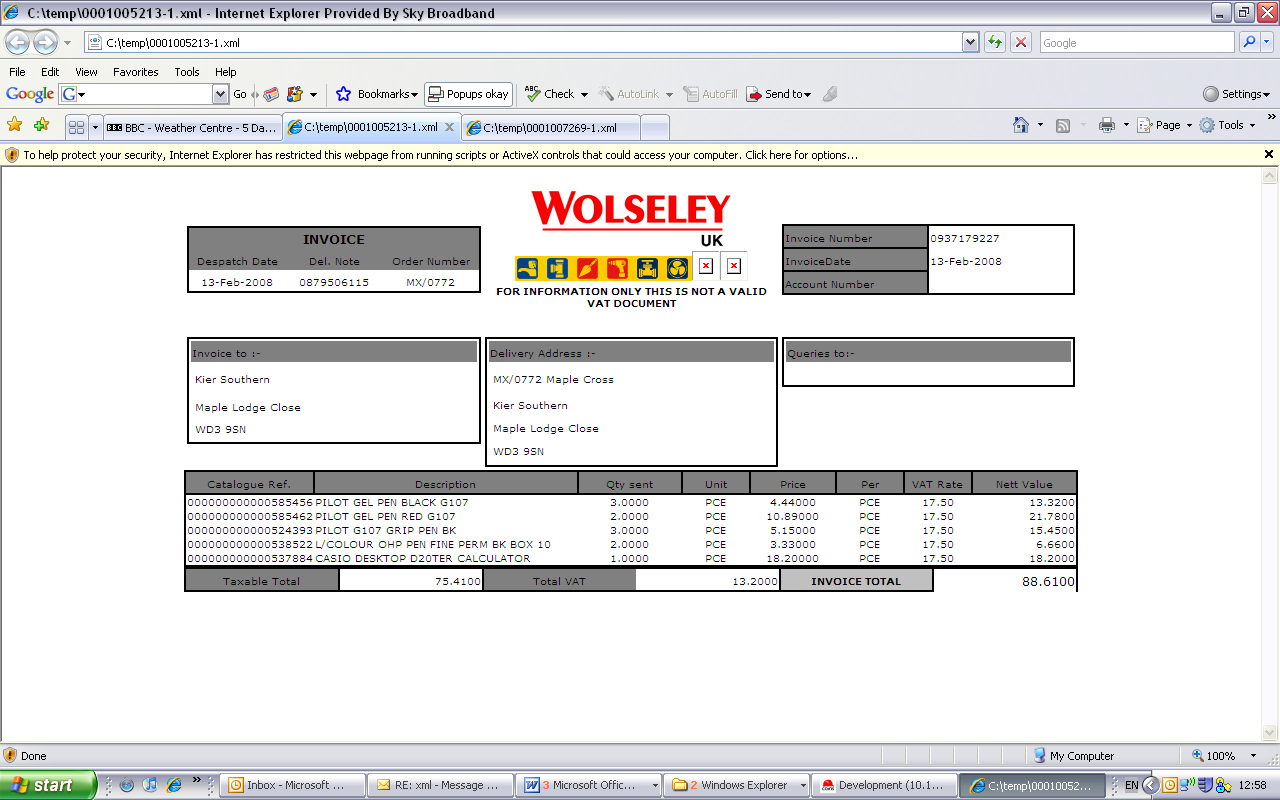 C:\temp\0001005213-1.xml - Internet Explorer Provided By Sky Broadband
C:\temp\0001005213-1.xml
Google
File Edit View Favorites Tools Help
Google G Go Bookmarks Popups okay ABC Check AutoLink AutoFill Send to Settings
BBC - Weather Centre - 5 Da... C:\temp\0001005213-1.xml C:\temp\0001007269-1.xml Page Tools
To help protect your security, Internet Explorer has restricted this webpage from running scripts or ActiveX controls that could access your computer. Click here for options...
WOLSELEY
UK
FOR INFORMATION ONLY THIS IS NOT A VALID
VAT DOCUMENT
INVOICE
Despatch Date Del. Note Order Number
13-Feb-2008 0879506115 MX/0772
Invoice Number 0937179227
InvoiceDate 13-Feb-2008
Account Number
Invoice to :-
Kier Southern
Maple Lodge Close
WD3 9SN
Delivery Address :-
MX/0772 Maple Cross
Kier Southern
Maple Lodge Close
WD3 9SN
Queries to:-
Catalogue Ref. Description Qty sent Unit Price Per VAT Rate Nett Value
000000000000585456 PILOT GEL PEN BLACK G107 3.0000 PCE 4.44000 PCE 17.50 13.3200
000000000000585462 PILOT GEL PEN RED G107 2.0000 PCE 10.89000 PCE 17.50 21.7800
000000000000524393 PILOT G107 GRIP PEN BK 3.0000 PCE 5.15000 PCE 17.50 15.4500
000000000000538522 L/COLOUR OHP PEN FINE PERM BK BOX 10 2.0000 PCE 3.33000 PCE 17.50 6.6600
000000000000537884 CASIO DESKTOP D20TER CALCULATOR 1.0000 PCE 18.20000 PCE 17.50 18.2000
Taxable Total 75.4100 Total VAT 13.2000 INVOICE TOTAL 88.6100
Done My Computer 100%
start Inbox - Microsoft ... RE: xml - Message ... 3 Microsoft Offic... 2 Windows Explorer Development (10.1... C:\temp\00010052... EN 12:58